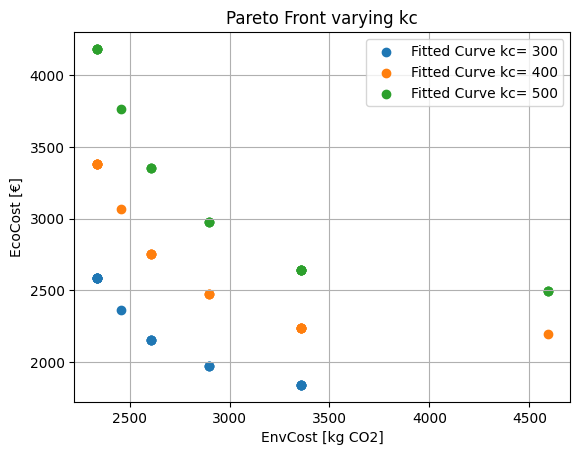 Pareto Front varying kc
Fitted Curve kc= 300
Fitted Curve kc= 400
Fitted Curve kc= 500
EcoCost [€]
4000
3500
3000
2500
2000
2500 3000 3500 4000 4500
EnvCost [kg CO2]